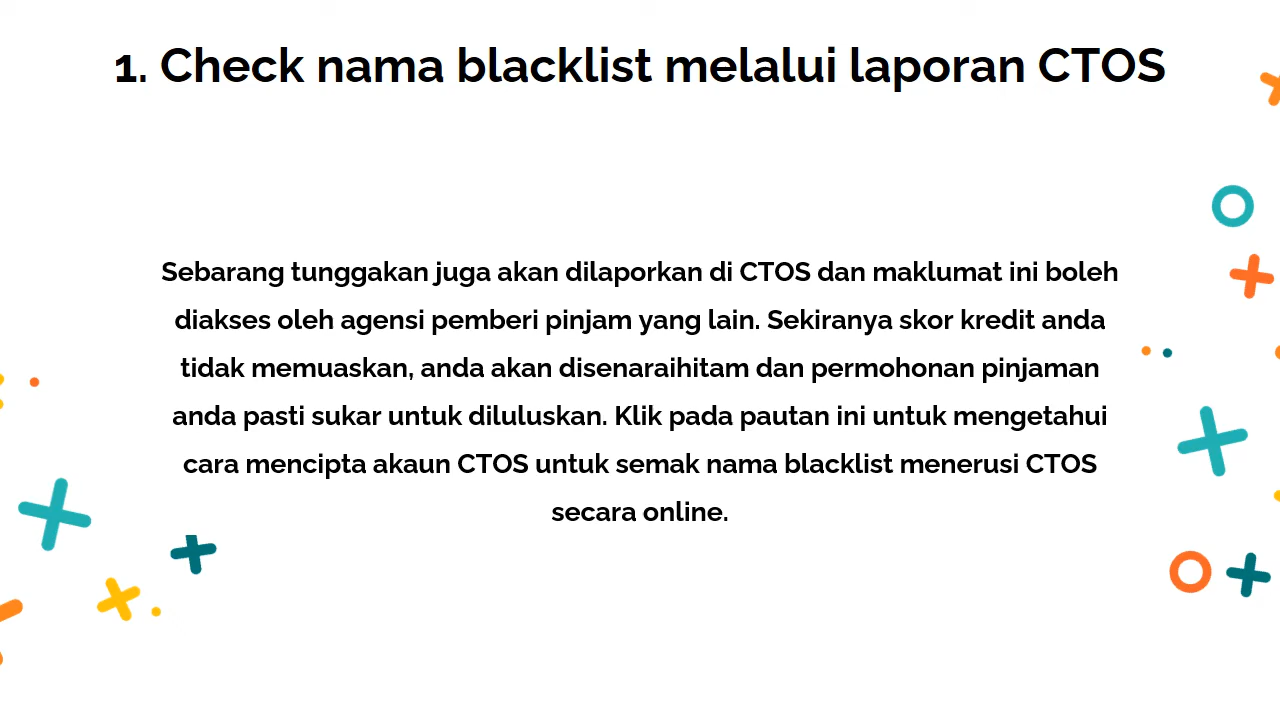 1. Check nama blacklist melalui laporan CTOS
Sebarang tunggakan juga akan dilaporkan di CTOS dan maklumat ini boleh
diakses oleh agensi pemberi pinjam yang lain. Sekiranya skor kredit anda
tidak memuaskan, anda akan disenaraihitam dan permohonan pinjaman
anda pasti sukar untuk diluluskan. Klik pada pautan ini untuk mengetahui
cara mencipta akaun CTOS untuk semak nama blacklist menerusi CTOS
secara online.